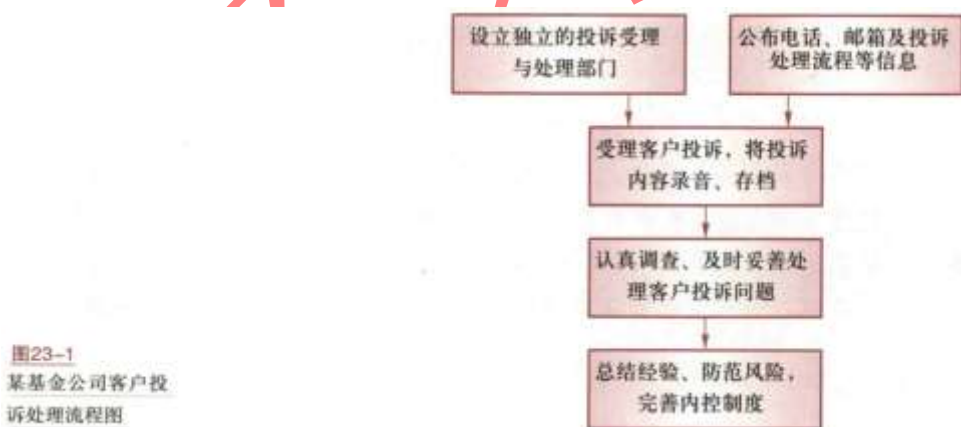 设立独立的投诉受理
与处理部门
公布电话、邮箱及投诉
处理流程等信息
受理客户投诉，将投诉
内容录音、存档
认真调查、及时妥善处
理客户投诉问题
总结经验、防范风险，
完善内控制度
图23-1
某基金公司客户投
诉处理流程图